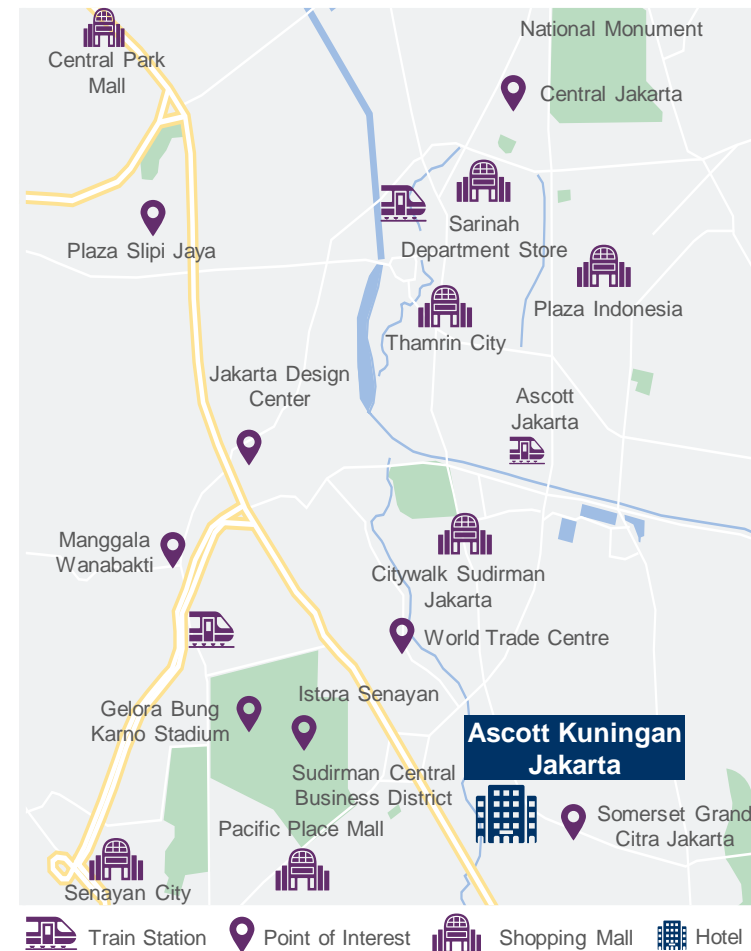 National Monument
Central Park
Mall
Central Jakarta
Plaza Slipi Jaya
Sarinah
Department Store
Plaza Indonesia
Thamrin City
Jakarta Design
Center
Ascott
Jakarta
Manggala
Wanabakti
Citywalk Sudirman
Jakarta
World Trade Centre
Istora Senayan
Gelora Bung
Karno Stadium
Ascott Kuningan
Jakarta
Sudirman Central
Business District
Somerset Grand
Citra Jakarta
Pacific Place Mall
Senayan City
Train Station
Point of Interest
Shopping Mall
Hotel